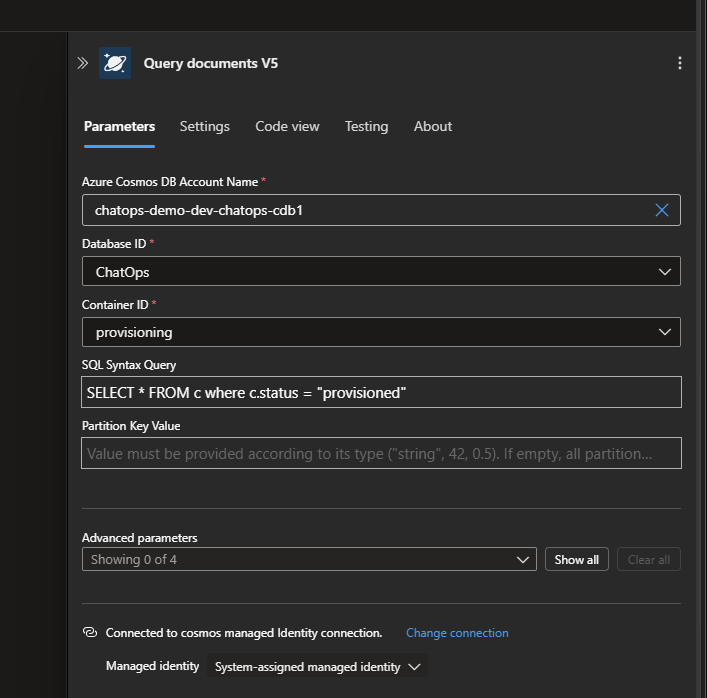 Query documents V5
Parameters Settings Code view Testing About
Azure Cosmos DB Account Name *
chatops-demo-dev-chatops-cdb1
Database ID *
ChatOps
Container ID *
provisioning
SQL Syntax Query
SELECT * FROM c where c.status = "provisioned"
Partition Key Value
Value must be provided according to its type ("string", 42, 0.5). If empty, all partition...
Advanced parameters
Showing 0 of 4 Show all Clear all
Connected to cosmos managed Identity connection. Change connection
Managed identity System-assigned managed identity